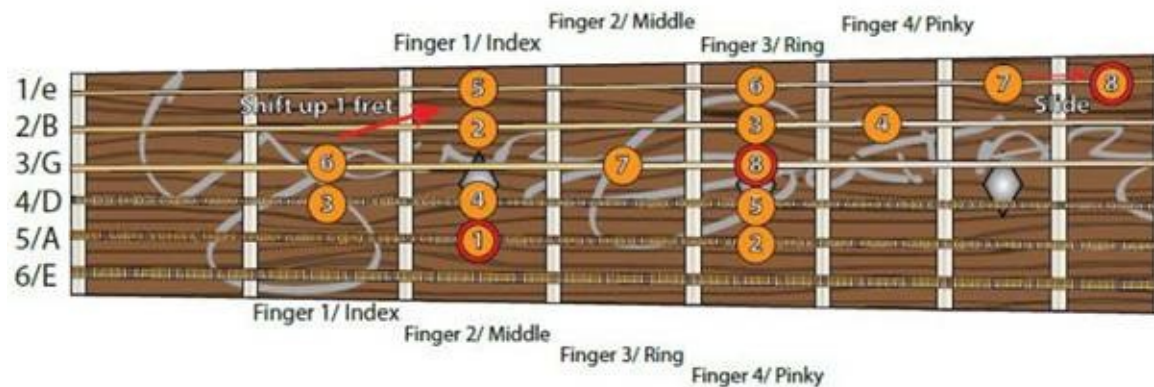 Finger 2/ Middle
Finger 4/ Pinky
Finger 1/ Index
Finger 3/ Ring
1/e 5 6 7 8
Shift up 1 fret
Slide
2/B 2 3 4
3/G 6 7 8
4/D 3 4 5
5/A 1 2
6/E
Finger 1/ Index
Finger 2/ Middle
Finger 3/ Ring
Finger 4/ Pinky